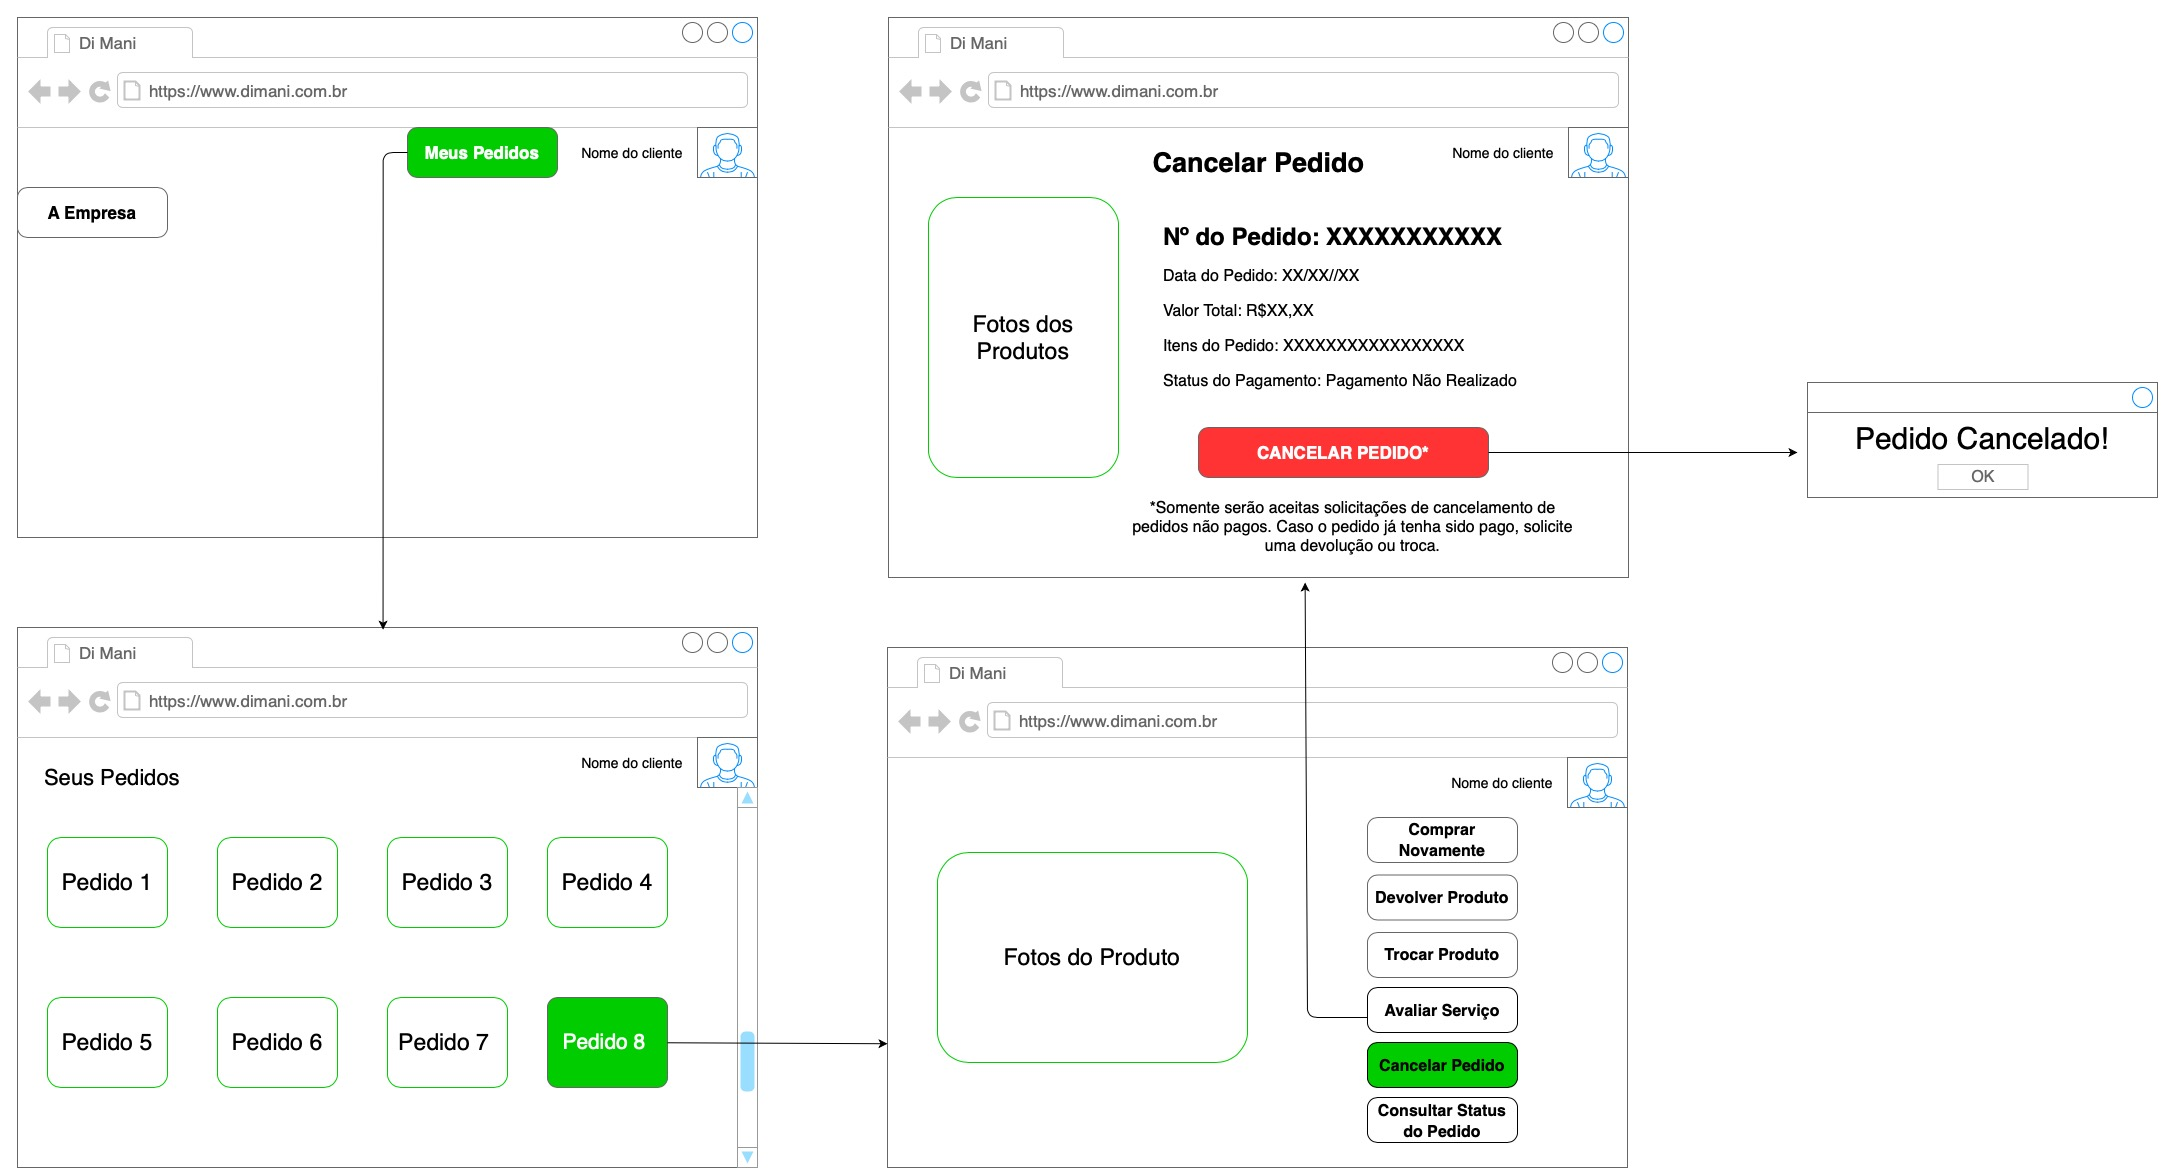 Di Mani
https://www.dimani.com.br
Meus Pedidos
Nome do cliente
A Empresa
Di Mani
https://www.dimani.com.br
Cancelar Pedido
Nome do cliente
Fotos dos
Produtos
Nº do Pedido: XXXXXXXXXXX
Data do Pedido: XX/XX//XX
Valor Total: R$XX,XX
Itens do Pedido: XXXXXXXXXXXXXXXXX
Status do Pagamento: Pagamento Não Realizado
CANCELAR PEDIDO*
*Somente serão aceitas solicitações de cancelamento de
pedidos não pagos. Caso o pedido já tenha sido pago, solicite
uma devolução ou troca.
Pedido Cancelado!
OK
Di Mani
https://www.dimani.com.br
Nome do cliente
Seus Pedidos
Pedido 1
Pedido 2
Pedido 3
Pedido 4
Pedido 5
Pedido 6
Pedido 7
Pedido 8
Di Mani
https://www.dimani.com.br
Nome do cliente
Fotos do Produto
Comprar
Novamente
Devolver Produto
Trocar Produto
Avaliar Serviço
Cancelar Pedido
Consultar Status
do Pedido